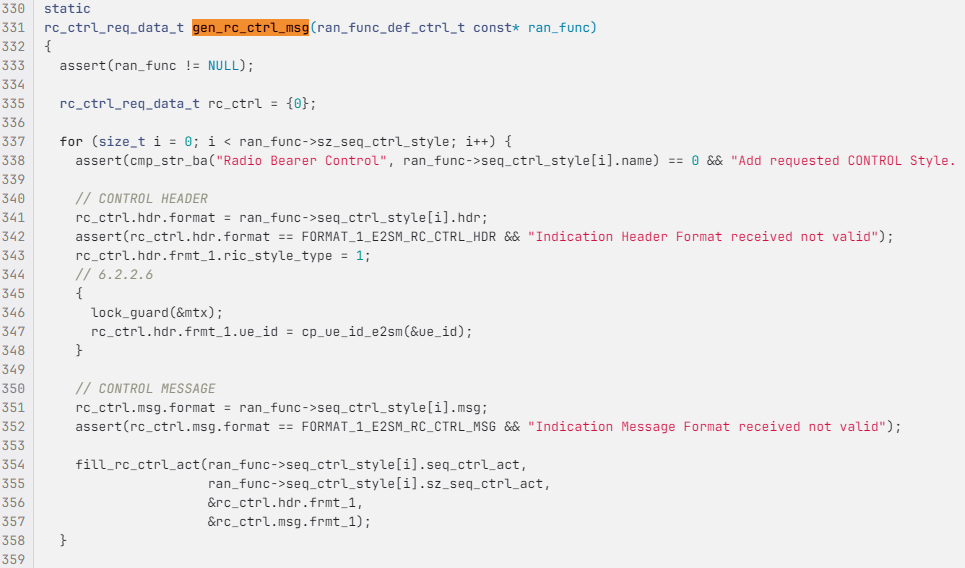 330 static
331 rc_ctrl_req_data_t gen_rc_ctrl_msg(ran_func_def_ctrl_t const* ran_func)
332 {
333   assert(ran_func != NULL);
334
335   rc_ctrl_req_data_t rc_ctrl = {0};
336
337   for (size_t i = 0; i < ran_func->sz_seq_ctrl_style; i++) {
338     assert(cmp_str_ba("Radio Bearer Control", ran_func->seq_ctrl_style[i].name) == 0 && "Add requested CONTROL Style.
339
340     // CONTROL HEADER
341     rc_ctrl.hdr.format = ran_func->seq_ctrl_style[i].hdr;
342     assert(rc_ctrl.hdr.format == FORMAT_1_E2SM_RC_CTRL_HDR && "Indication Header Format received not valid");
343     rc_ctrl.hdr.frmt_1.ric_style_type = 1;
344     // 6.2.2.6
345     {
346       lock_guard(&mtx);
347       rc_ctrl.hdr.frmt_1.ue_id = cp_ue_id_e2sm(&ue_id);
348     }
349
350     // CONTROL MESSAGE
351     rc_ctrl.msg.format = ran_func->seq_ctrl_style[i].msg;
352     assert(rc_ctrl.msg.format == FORMAT_1_E2SM_RC_CTRL_MSG && "Indication Message Format received not valid");
353
354     fill_rc_ctrl_act(ran_func->seq_ctrl_style[i].seq_ctrl_act,
355                      ran_func->seq_ctrl_style[i].sz_seq_ctrl_act,
356                      &rc_ctrl.hdr.frmt_1,
357                      &rc_ctrl.msg.frmt_1);
358   }
359